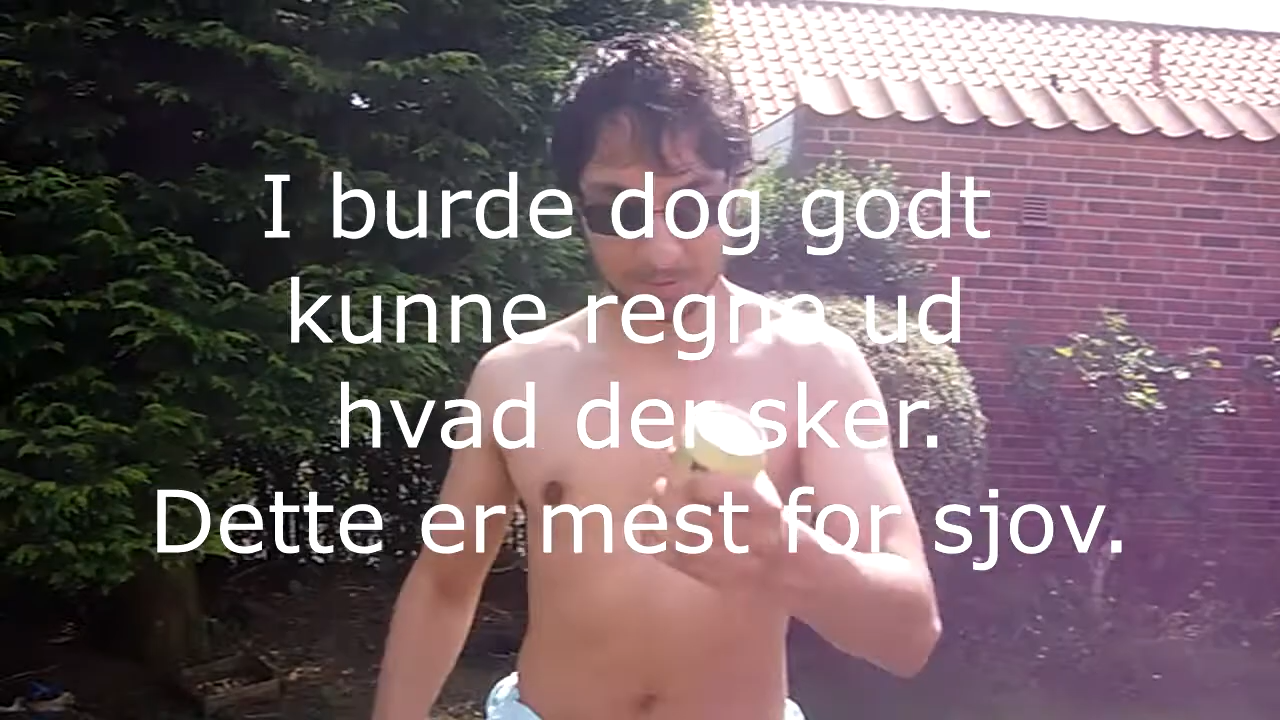 I burde dog godt
kunne regne ud
hvad der sker.
Dette er mest for sjov.